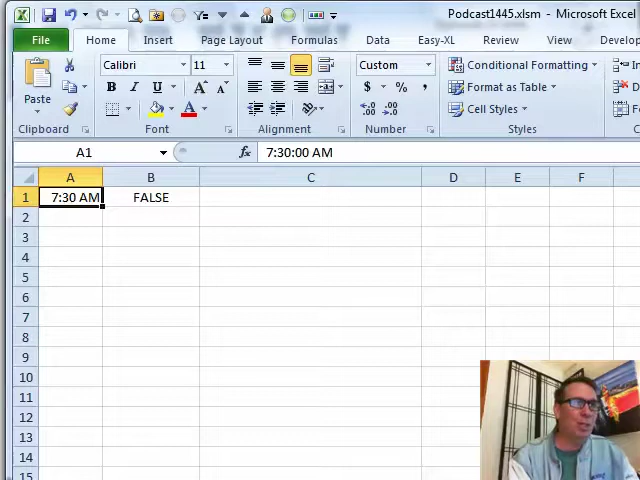 Podcast1445.xlsm - Microsoft Excel
File Home Insert Page Layout Formulas Data Easy-XL Review View Develo
Paste
Calibri 11
B I U A A
Custom
$ % ,
Conditional Formatting
Format as Table
Cell Styles
Clipboard Font Alignment Number Styles
A1 fx 7:30:00 AM
A B C D E F
1 7:30 AM FALSE
2
3
4
5
6
7
8
9
10
11
12
13
14
15